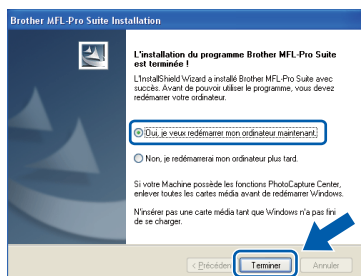 Brother MFL-Pro Suite Installation
L'installation du programme Brother MFL-Pro Suite
est terminée !
L'InstallShield Wizard a installé Brother MFL-Pro Suite avec
succès. Avant de pouvoir utiliser le programme, vous devez
redémarrer votre ordinateur.
Oui, je veux redémarrer mon ordinateur maintenant.
Non, je redémarrerai mon ordinateur plus tard.
Si votre Machine possède les fonctions PhotoCapture Center,
enlever toutes les cartes média avant de redémarrer Windows.
N'insérer pas une carte média tant que Windows n'a pas fini
de se charger.
< Précéden
Terminer
Annuler